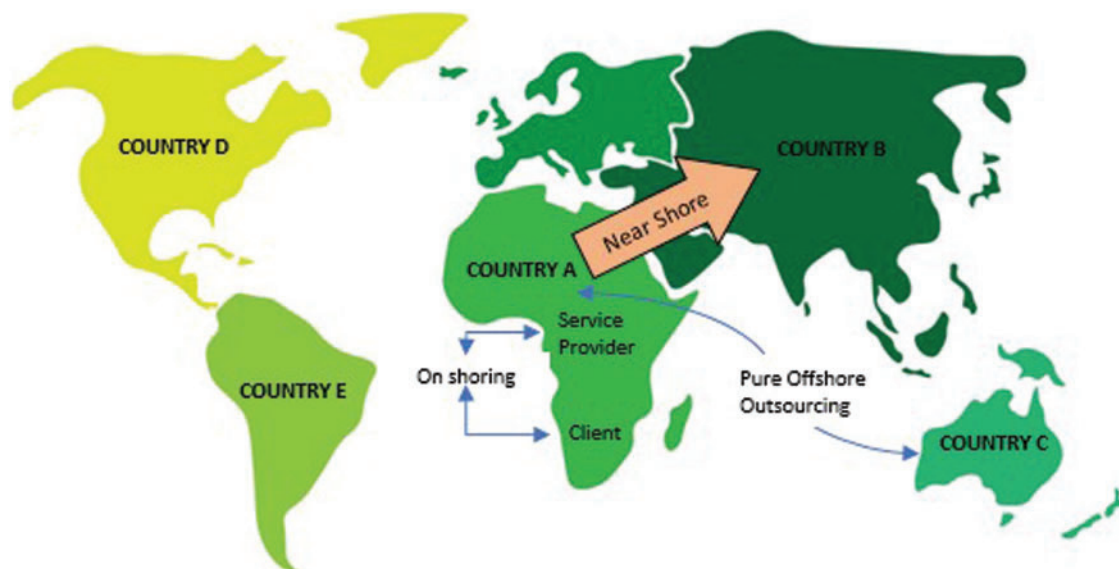 COUNTRY D
COUNTRY B
Near Shore
COUNTRY A
Service
Provider
On shoring
COUNTRY E
Pure Offshore
Outsourcing
Client
COUNTRY C